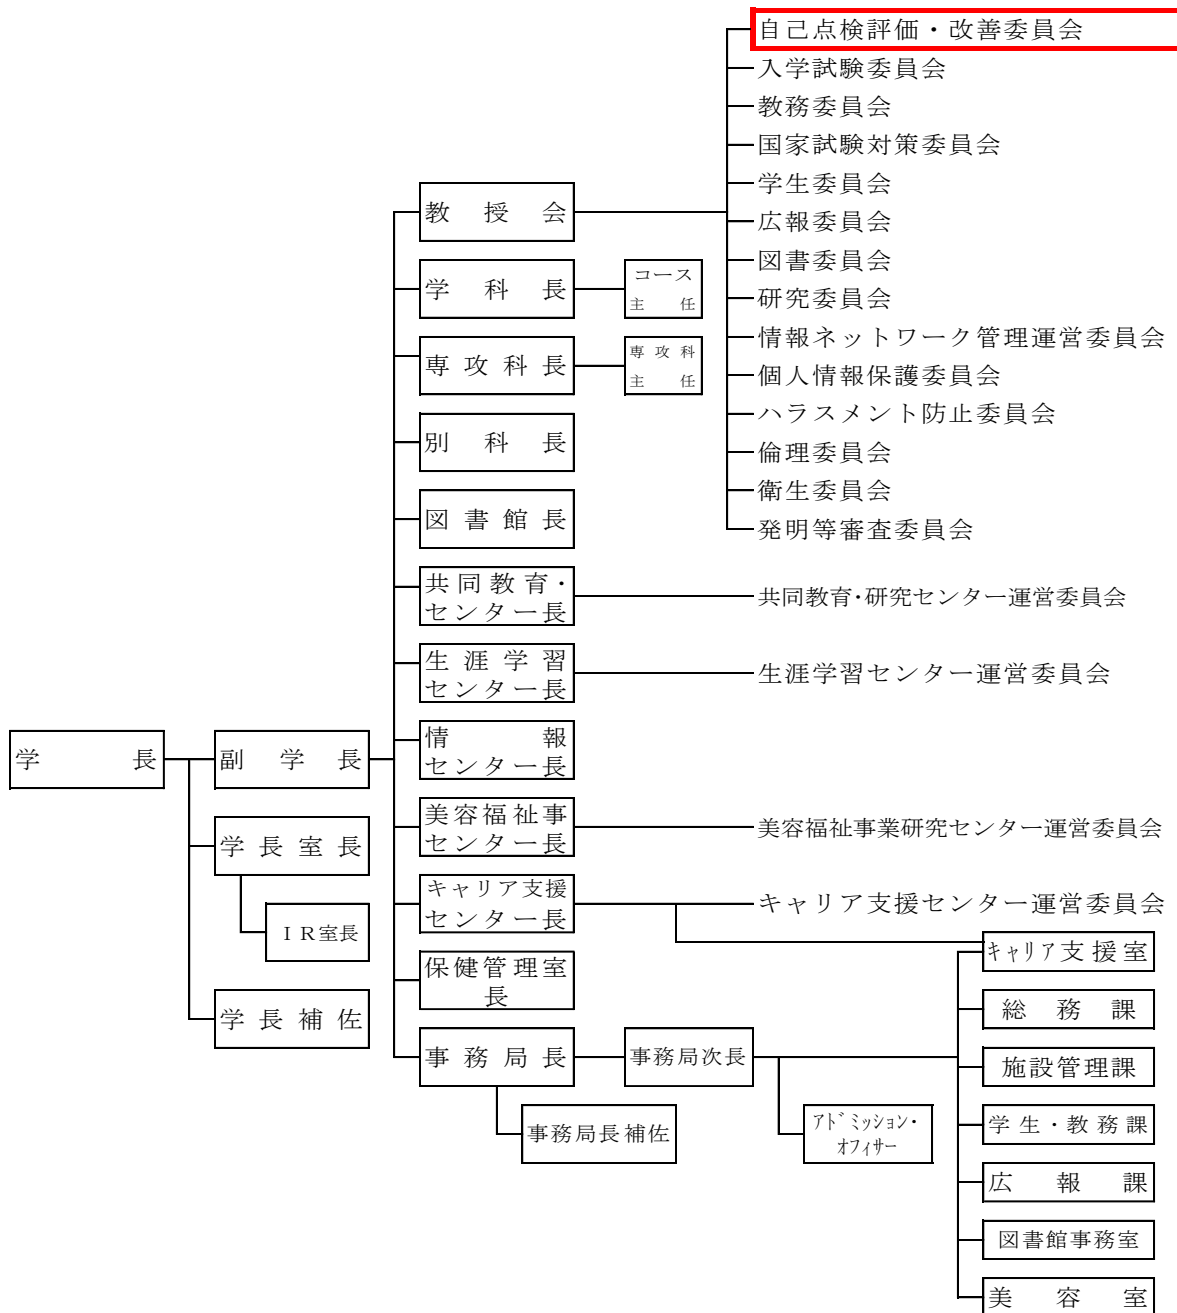 自己点検評価・改善委員会
入学試験委員会
教務委員会
国家試験対策委員会
学生委員会
教授会
広報委員会
図書委員会
学科長
コース
主任
研究委員会
情報ネットワーク管理運営委員会
専攻科長
専攻科
主任
個人情報保護委員会
ハラスメント防止委員会
別科長
倫理委員会
衛生委員会
図書館長
発明等審査委員会
共同教育・
センター長
共同教育・研究センター運営委員会
生涯学習
センター長
生涯学習センター運営委員会
学長
副学長
情報
センター長
美容福祉事
センター長
美容福祉事業研究センター運営委員会
学長室長
キャリア支援
センター長
キャリア支援センター運営委員会
ＩＲ室長
キャリア支援室
保健管理室
長
学長補佐
総務課
事務局長
事務局次長
施設管理課
事務局長補佐
アドミッション・
オフィサー
学生・教務課
広報課
図書館事務室
美容室